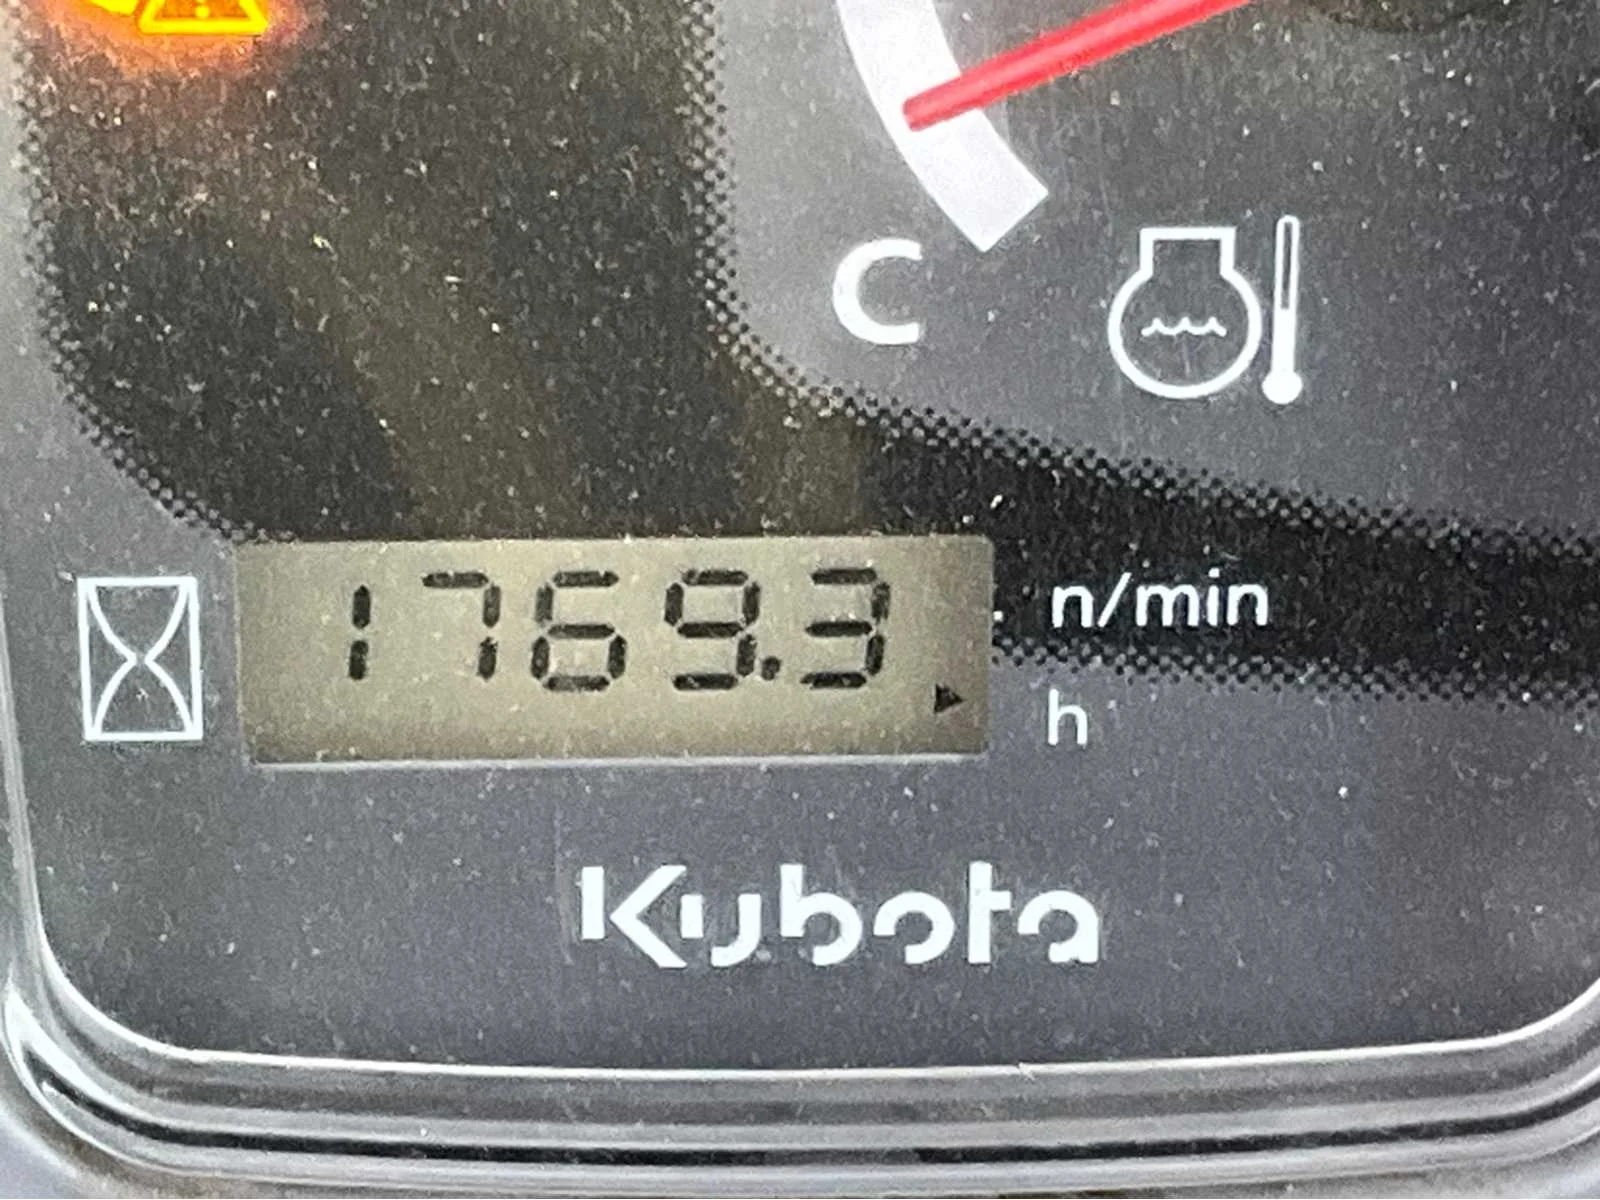 C
1769.3
n/min
h
Kubota